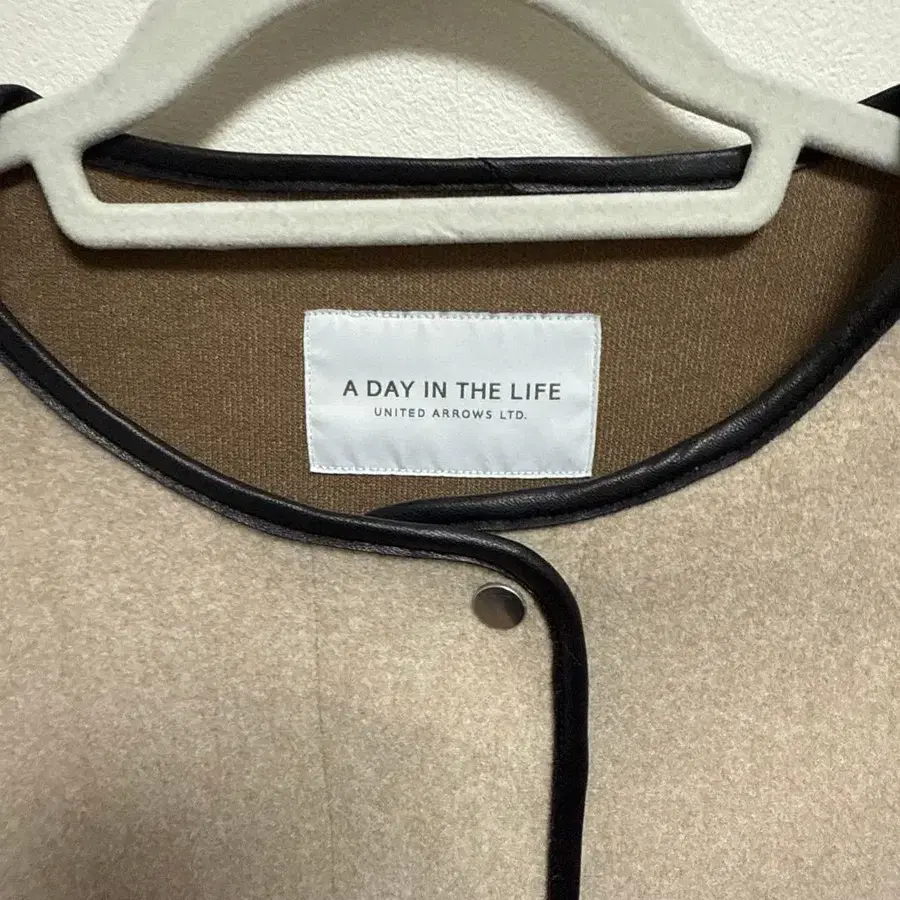 A DAY IN THE LIFE
UNITED ARROWS LTD.